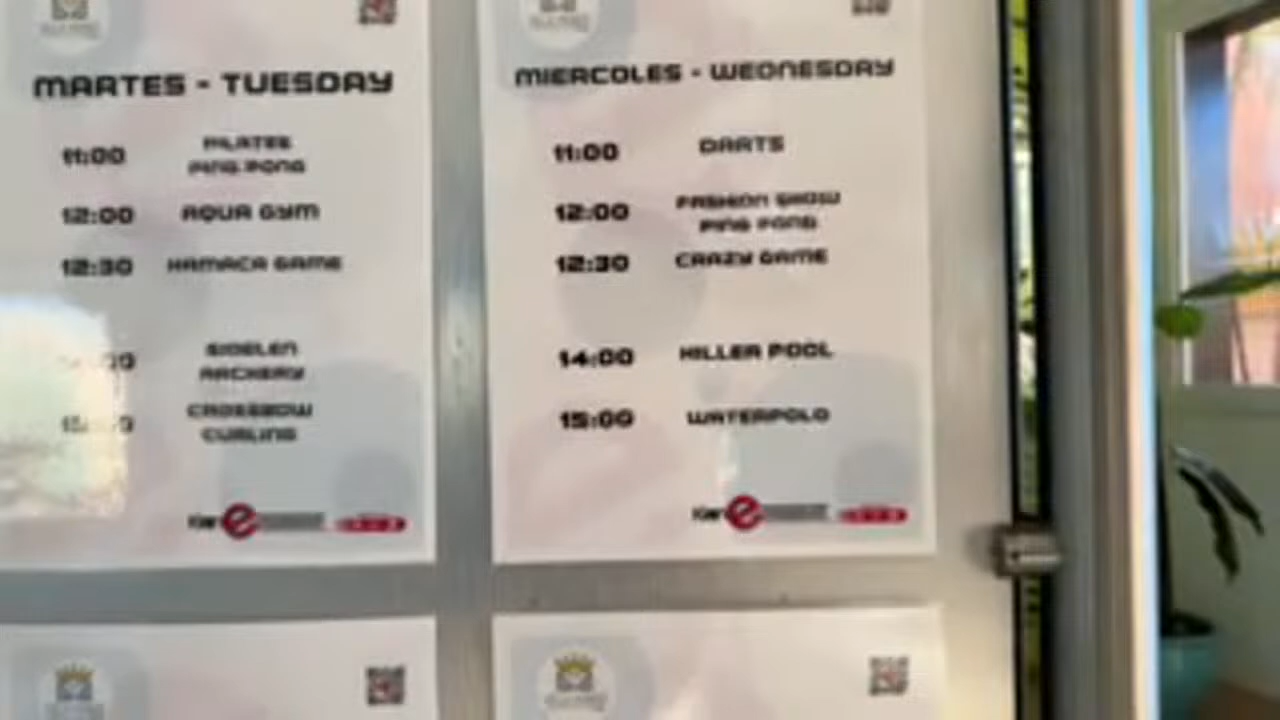 MARTES - TUESDAY
11:00 PILATES
PING PONG
12:00 AQUA GYM
12:30 HAMACA GAME
ARCHERY
CROSSBOW
CURLING
MIERCOLES - WEDNESDAY
11:00 DARTS
12:00 FASHION SHOW
PING PONG
12:30 CRAZY GAME
14:00 KILLER POOL
15:00 WATERPOLO